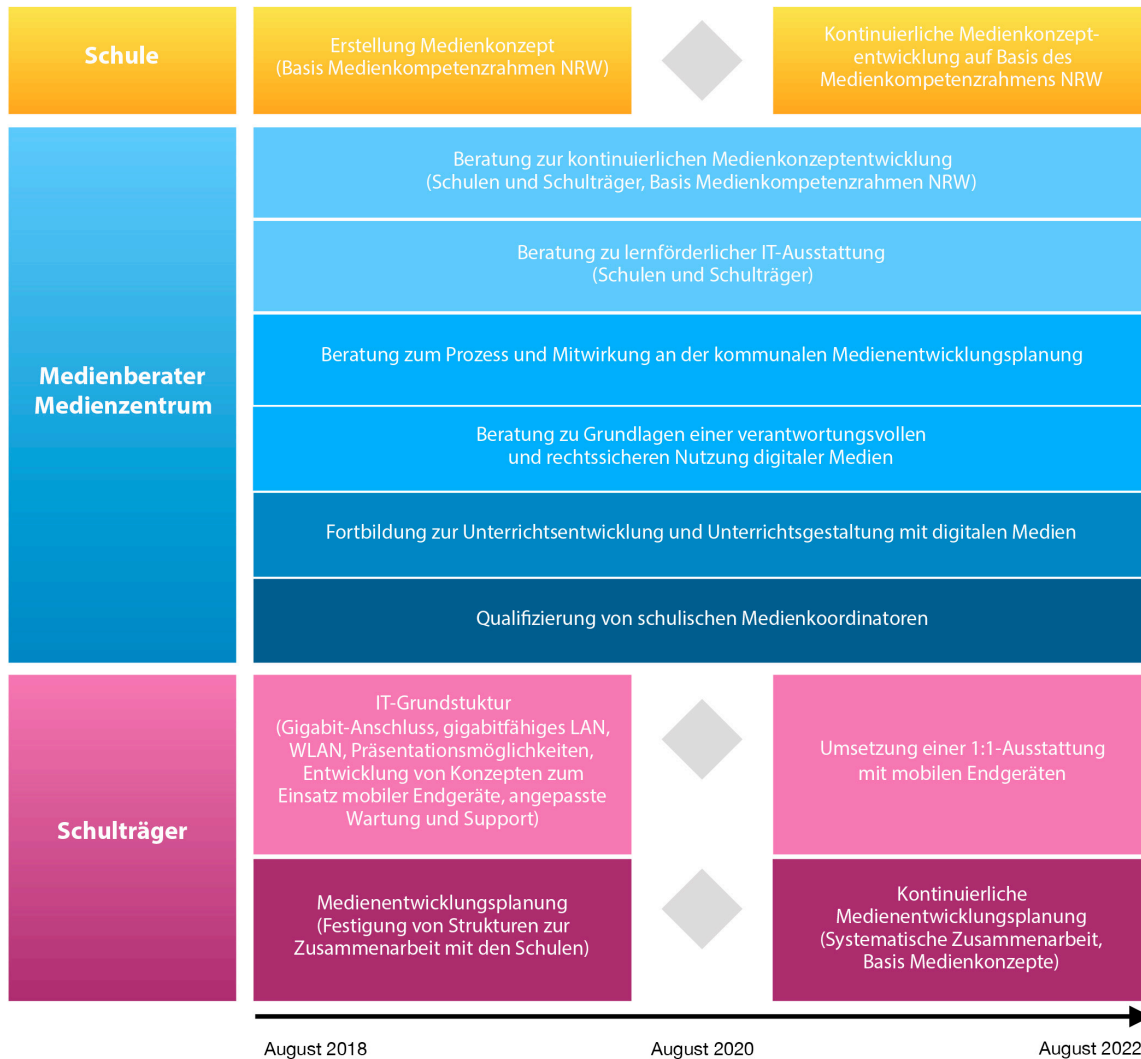 Schule
Erstellung Medienkonzept
(Basis Medienkompetenzrahmen NRW)
Kontinuierliche Medienkonzept-
entwicklung auf Basis des
Medienkompetenzrahmens NRW
Medienberater
Medienzentrum
Beratung zur kontinuierlichen Medienkonzeptentwicklung
(Schulen und Schulträger, Basis Medienkompetenzrahmen NRW)
Beratung zu lernförderlicher IT-Ausstattung
(Schulen und Schulträger)
Beratung zum Prozess und Mitwirkung an der kommunalen Medienentwicklungsplanung
Beratung zu Grundlagen einer verantwortungsvollen
und rechtssicheren Nutzung digitaler Medien
Fortbildung zur Unterrichtsentwicklung und Unterrichtsgestaltung mit digitalen Medien
Qualifizierung von schulischen Medienkoordinatoren
Schulträger
IT-Grundstuktur
(Gigabit-Anschluss, gigabitfähiges LAN,
WLAN, Präsentationsmöglichkeiten,
Entwicklung von Konzepten zum
Einsatz mobiler Endgeräte, angepasste
Wartung und Support)
Umsetzung einer 1:1-Ausstattung
mit mobilen Endgeräten
Medienentwicklungsplanung
(Festigung von Strukturen zur
Zusammenarbeit mit den Schulen)
Kontinuierliche
Medienentwicklungsplanung
(Systematische Zusammenarbeit,
Basis Medienkonzepte)
August 2018
August 2020
August 2022